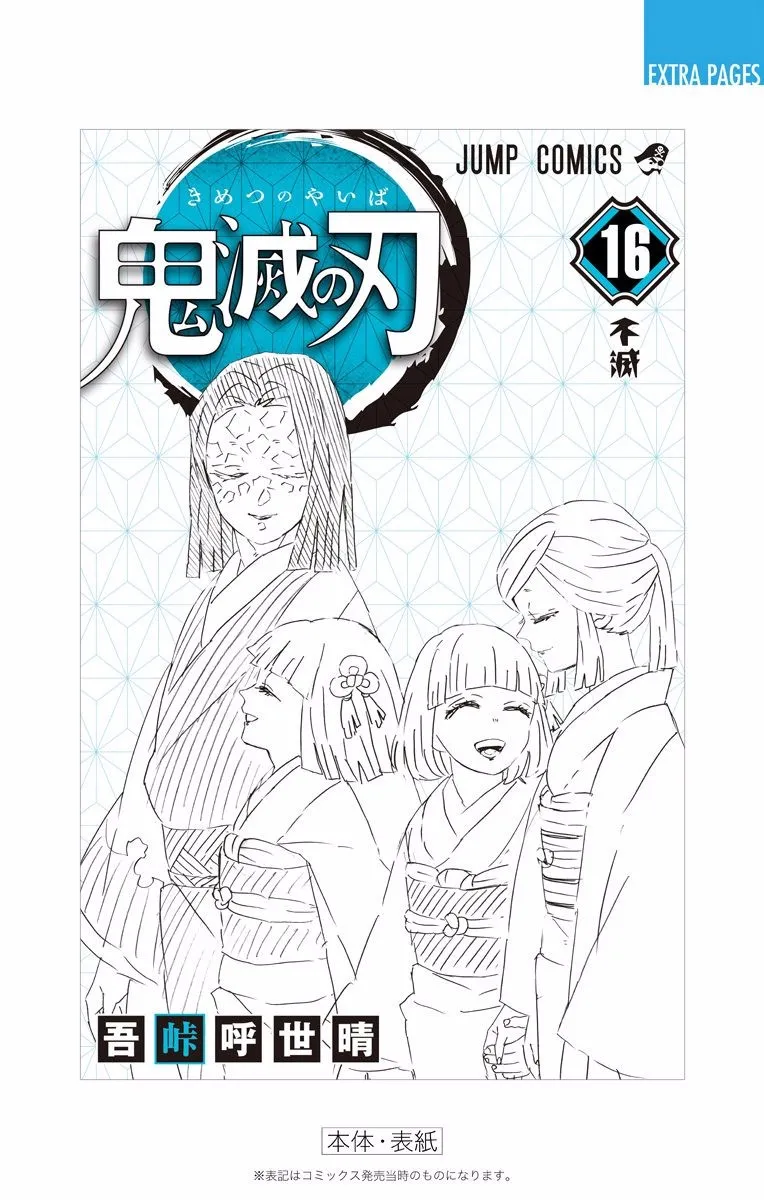 EXTRA PAGES
JUMP COMICS
きめつのやいば
鬼滅の刃
16
不滅
吾峠呼世晴
本体・表紙
※表記はコミックス発売当時のものになります。